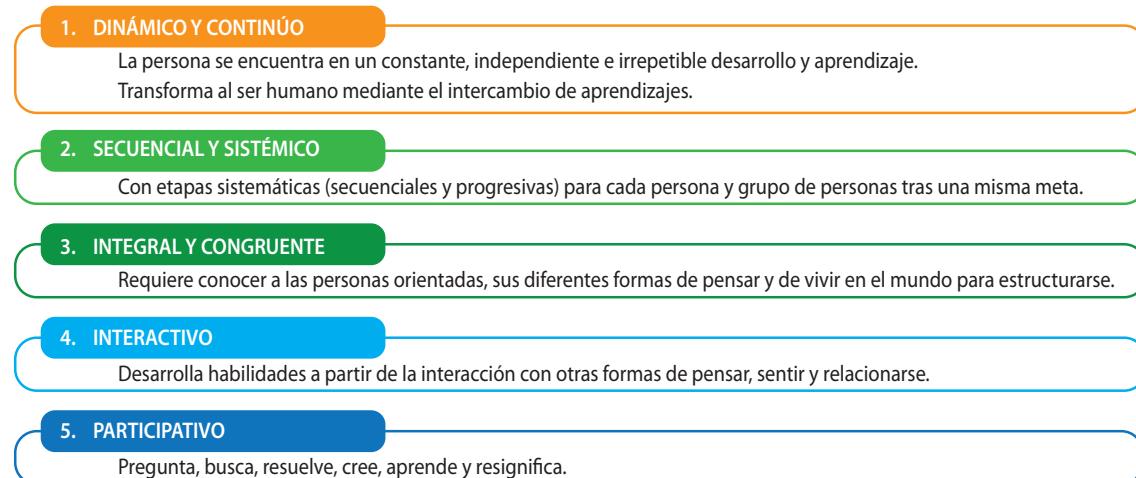 1. DINÁMICO Y CONTINÚO
La persona se encuentra en un constante, independiente e irrepetible desarrollo y aprendizaje.
Transforma al ser humano mediante el intercambio de aprendizajes.
2. SECUENCIAL Y SISTÉMICO
Con etapas sistemáticas (secuenciales y progresivas) para cada persona y grupo de personas tras una misma meta.
3. INTEGRAL Y CONGRUENTE
Requiere conocer a las personas orientadas, sus diferentes formas de pensar y de vivir en el mundo para estructurarse.
4. INTERACTIVO
Desarrolla habilidades a partir de la interacción con otras formas de pensar, sentir y relacionarse.
5. PARTICIPATIVO
Pregunta, busca, resuelve, cree, aprende y resignifica.